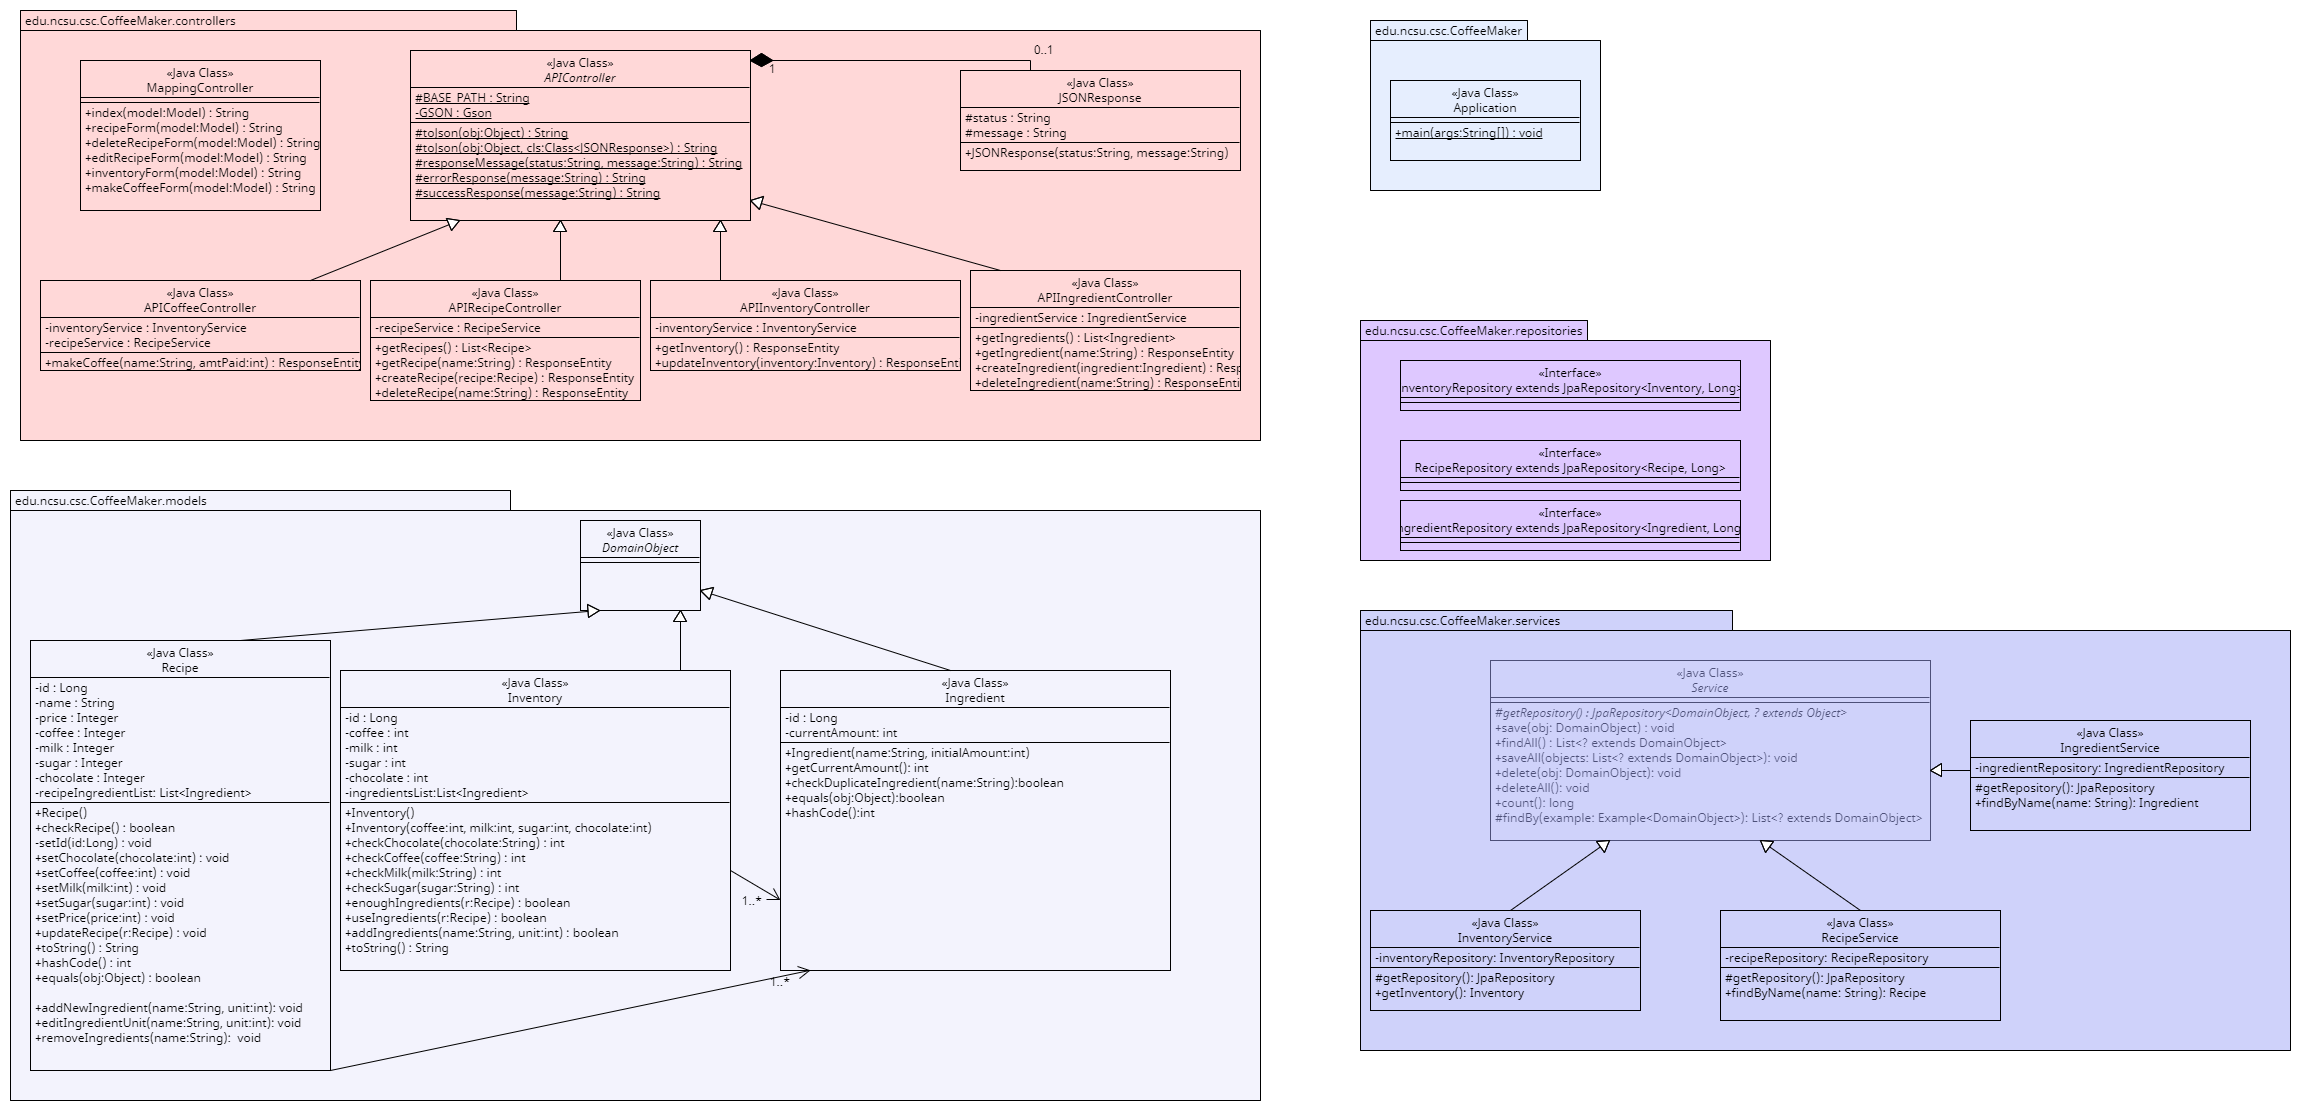 edu.ncsu.csc.CoffeeMaker.controllers
«Java Class»
MappingController
+index(model:Model) : String
+recipeForm(model:Model) : String
+deleteRecipeForm(model:Model) : String
+editRecipeForm(model:Model) : String
+inventoryForm(model:Model) : String
+makeCoffeeForm(model:Model) : String
«Java Class»
APIController
#BASE_PATH : String
-GSON : Gson
#toJson(obj:Object) : String
#toJson(obj:Object, cls:Class<JSONResponse>) : String
#responseMessage(status:String, message:String) : String
#errorResponse(message:String) : String
#successResponse(message:String) : String
1
0..1
«Java Class»
JSONResponse
#status : String
#message : String
+JSONResponse(status:String, message:String)
«Java Class»
APICoffeeController
-inventoryService : InventoryService
-recipeService : RecipeService
+makeCoffee(name:String, amtPaid:int) : ResponseEntit
«Java Class»
APIRecipeController
-recipeService : RecipeService
+getRecipes() : List<Recipe>
+getRecipe(name:String) : ResponseEntity
+createRecipe(recipe:Recipe) : ResponseEntity
+deleteRecipe(name:String) : ResponseEntity
«Java Class»
APIInventoryController
-inventoryService : InventoryService
+getInventory() : ResponseEntity
+updateInventory(inventory:Inventory) : ResponseEnt
«Java Class»
APIIngredientController
-ingredientService : IngredientService
+getIngredients() : List<Ingredient>
+getIngredient(name:String) : ResponseEntity
+createIngredient(ingredient:Ingredient) : Resp
+deleteIngredient(name:String) : ResponseEnti
edu.ncsu.csc.CoffeeMaker
«Java Class»
Application
+main(args:String[]) : void
edu.ncsu.csc.CoffeeMaker.repositories
«Interface»
nventoryRepository extends JpaRepository<Inventory, Long>
«Interface»
RecipeRepository extends JpaRepository<Recipe, Long>
«Interface»
ngredientRepository extends JpaRepository<Ingredient, Long
edu.ncsu.csc.CoffeeMaker.models
«Java Class»
DomainObject
«Java Class»
Recipe
-id : Long
-name : String
-price : Integer
-coffee : Integer
-milk : Integer
-sugar : Integer
-chocolate : Integer
-recipeIngredientList: List<Ingredient>
+Recipe()
+checkRecipe() : boolean
-setId(id:Long) : void
+setChocolate(chocolate:int) : void
+setCoffee(coffee:int) : void
+setMilk(milk:int) : void
+setSugar(sugar:int) : void
+setPrice(price:int) : void
+updateRecipe(r:Recipe) : void
+toString() : String
+hashCode() : int
+equals(obj:Object) : boolean
+addNewIngredient(name:String, unit:int): void
+editIngredientUnit(name:String, unit:int): void
+removeIngredients(name:String): void
«Java Class»
Inventory
-id : Long
-coffee : int
-milk : int
-sugar : int
-chocolate : int
-ingredientsList:List<Ingredient>
+Inventory()
+Inventory(coffee:int, milk:int, sugar:int, chocolate:int)
+checkChocolate(chocolate:String) : int
+checkCoffee(coffee:String) : int
+checkMilk(milk:String) : int
+checkSugar(sugar:String) : int
+enoughIngredients(r:Recipe) : boolean
+useIngredients(r:Recipe) : boolean
+addIngredients(name:String, unit:int) : boolean
+toString() : String
1..*
1..*
«Java Class»
Ingredient
-id : Long
-currentAmount: int
+Ingredient(name:String, initialAmount:int)
+getCurrentAmount(): int
+checkDuplicateIngredient(name:String):boolean
+equals(obj:Object):boolean
+hashCode():int
edu.ncsu.csc.CoffeeMaker.services
«Java Class»
Service
#getRepository() : JpaRepository<DomainObject, ? extends Object>
+save(obj: DomainObject) : void
+findAll() : List<? extends DomainObject>
+saveAll(objects: List<? extends DomainObject>): void
+delete(obj: DomainObject): void
+deleteAll(): void
+count(): long
#findBy(example: Example<DomainObject>): List<? extends DomainObject>
«Java Class»
IngredientService
-ingredientRepository: IngredientRepository
#getRepository(): JpaRepository
+findByName(name: String): Ingredient
«Java Class»
InventoryService
-inventoryRepository: InventoryRepository
#getRepository(): JpaRepository
+getInventory(): Inventory
«Java Class»
RecipeService
-recipeRepository: RecipeRepository
#getRepository(): JpaRepository
+findByName(name: String): Recipe